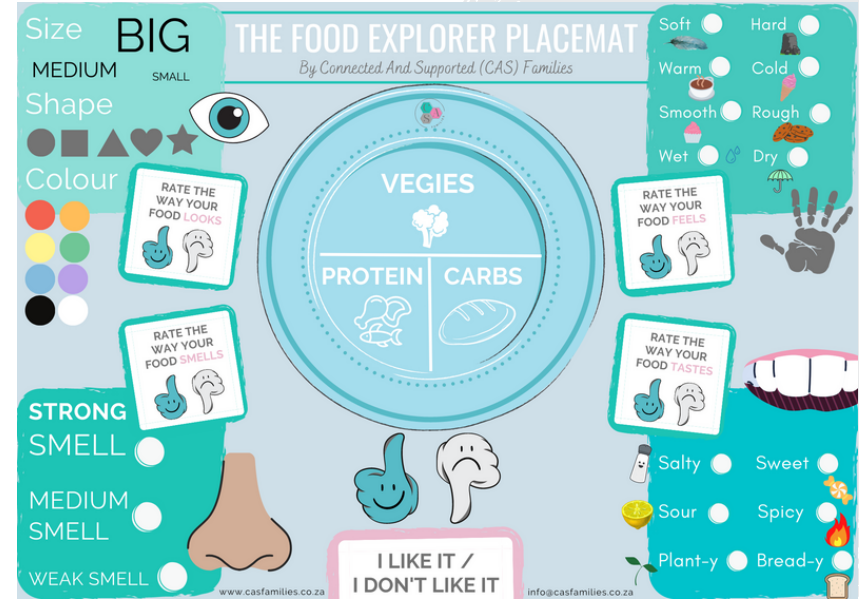 Size
BIG
MEDIUM
SMALL
Shape
Colour
THE FOOD EXPLORER PLACEMAT
By Connected And Supported (CAS) Families
Soft
Hard
Warm
Cold
Smooth
Rough
Wet
Dry
RATE THE
WAY YOUR
FOOD LOOKS
VEGIES
PROTEIN
CARBS
RATE THE
WAY YOUR
FOOD FEELS
RATE THE
WAY YOUR
FOOD SMELLS
RATE THE
WAY YOUR
FOOD TASTES
STRONG
SMELL
MEDIUM
SMELL
WEAK SMELL
I LIKE IT /
I DON'T LIKE IT
www.casfamilies.co.za
info@casfamilies.co.za
Salty
Sweet
Sour
Spicy
Plant-y
Bread-y